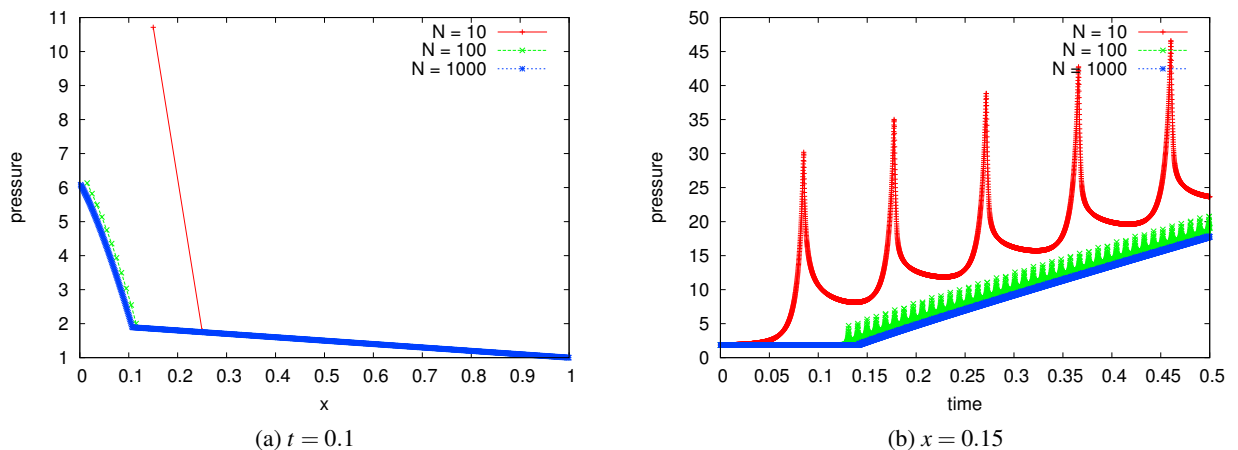 11
10
9
8
7
6
5
4
3
2
1
pressure
N = 10
N = 100
N = 1000
0 0.1 0.2 0.3 0.4 0.5 0.6 0.7 0.8 0.9 1
x
(a) t = 0.1
50
45
40
35
30
25
20
15
10
5
0
pressure
N = 10
N = 100
N = 1000
0 0.05 0.1 0.15 0.2 0.25 0.3 0.35 0.4 0.45 0.5
time
(b) x = 0.15